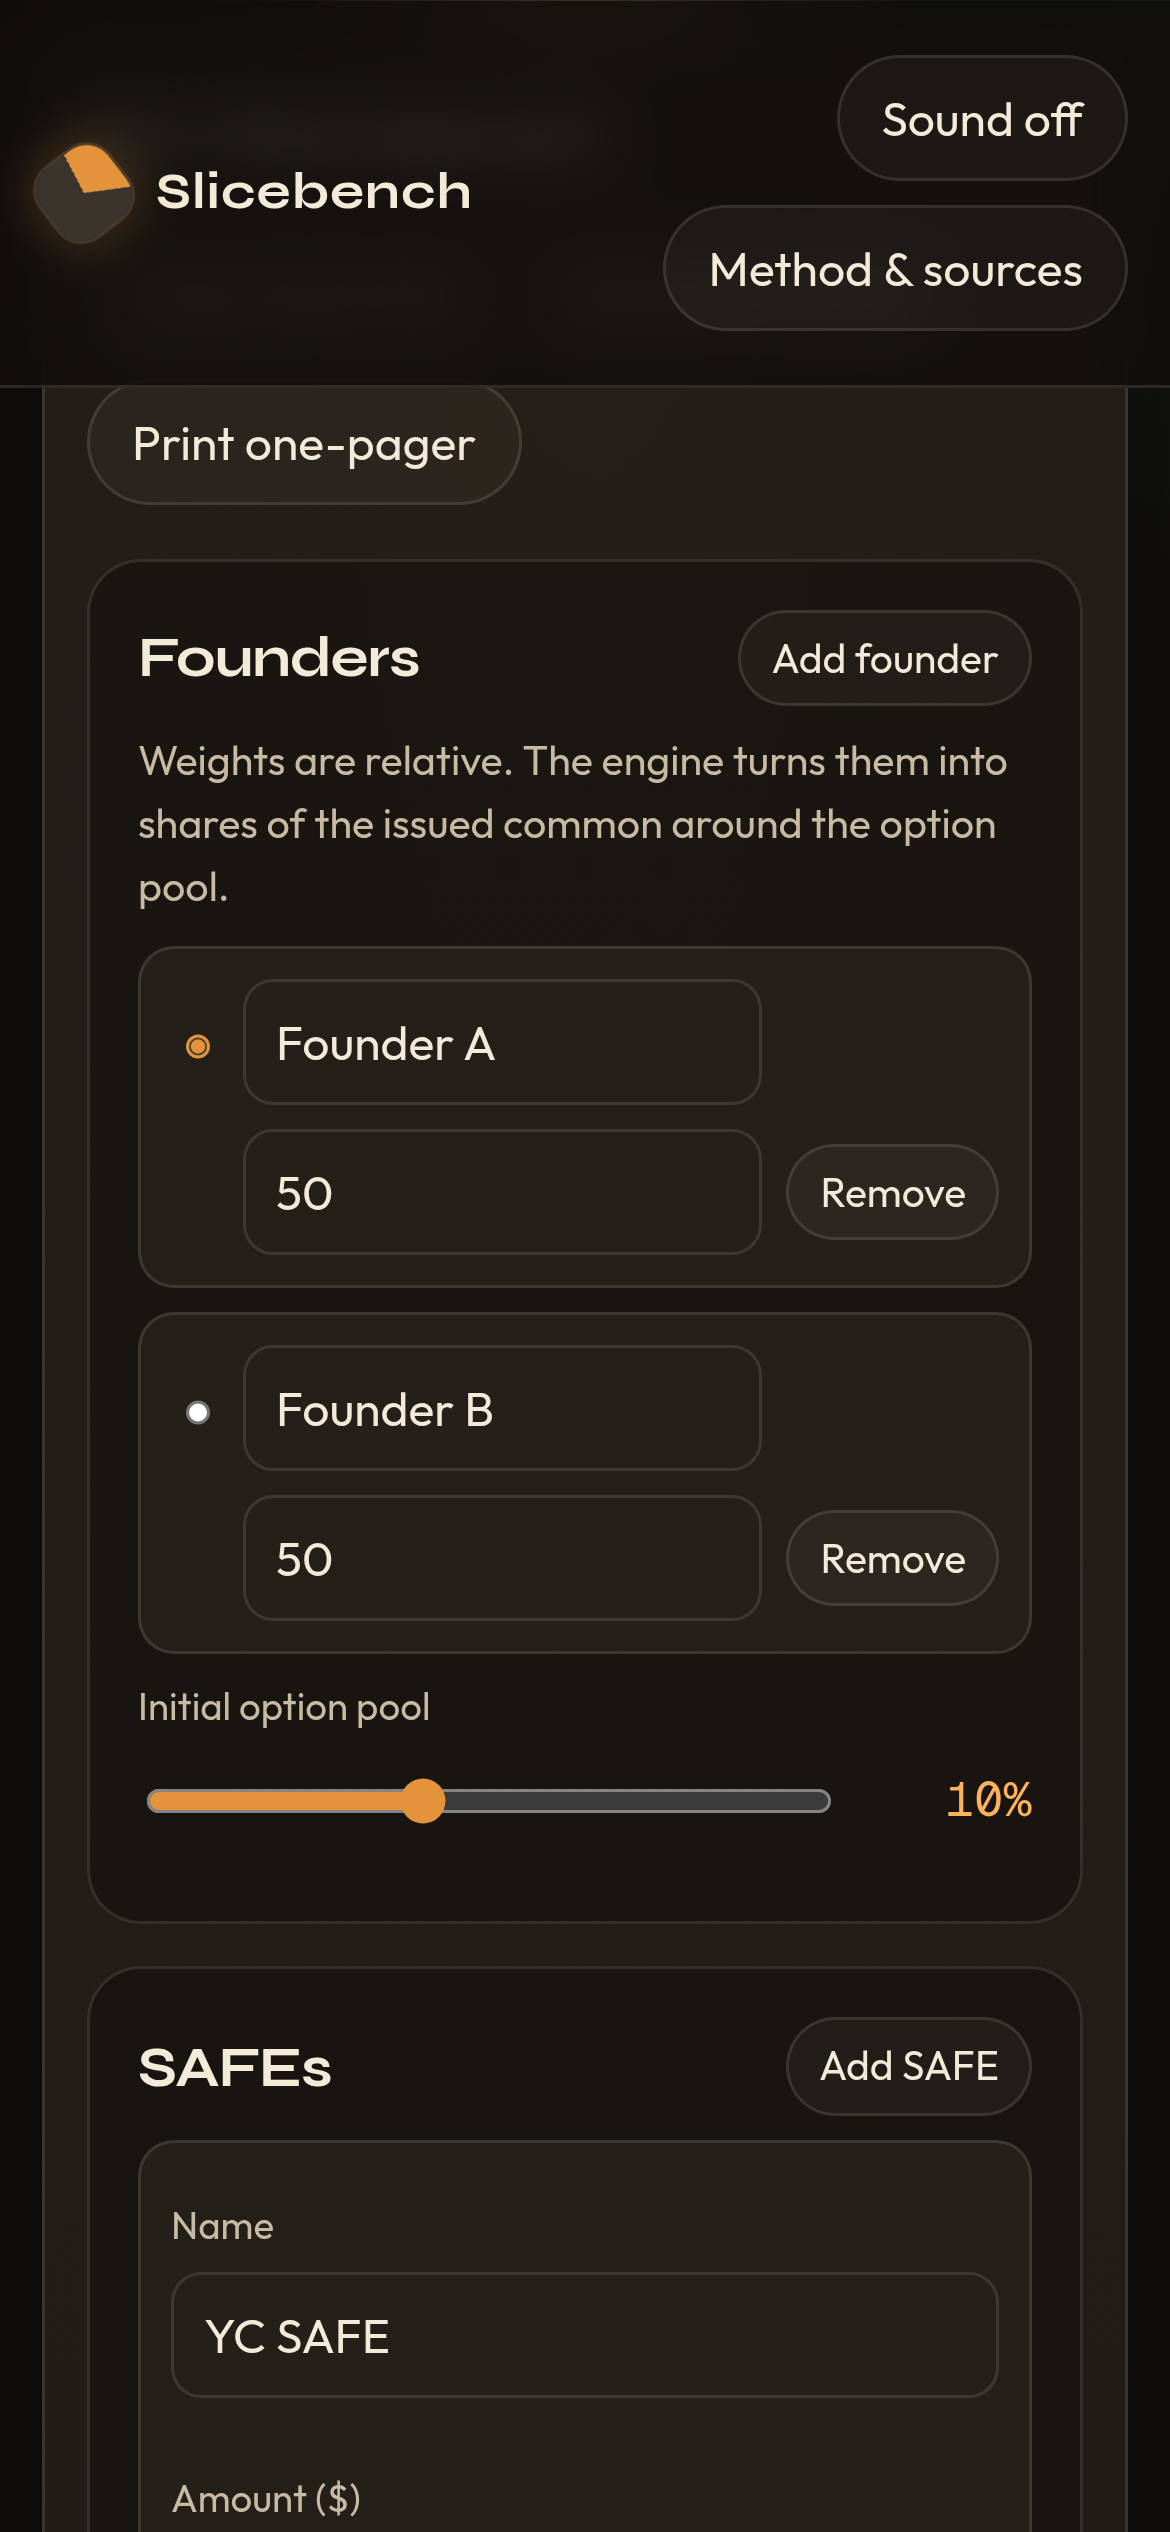 Sound off
Slicebench
Method & sources
Print one-pager
Founders
Add founder
Weights are relative. The engine turns them into
shares of the issued common around the option
pool.
Founder A
50
Remove
Founder B
50
Remove
Initial option pool
10%
SAFEs
Add SAFE
Name
YC SAFE
Amount ($)